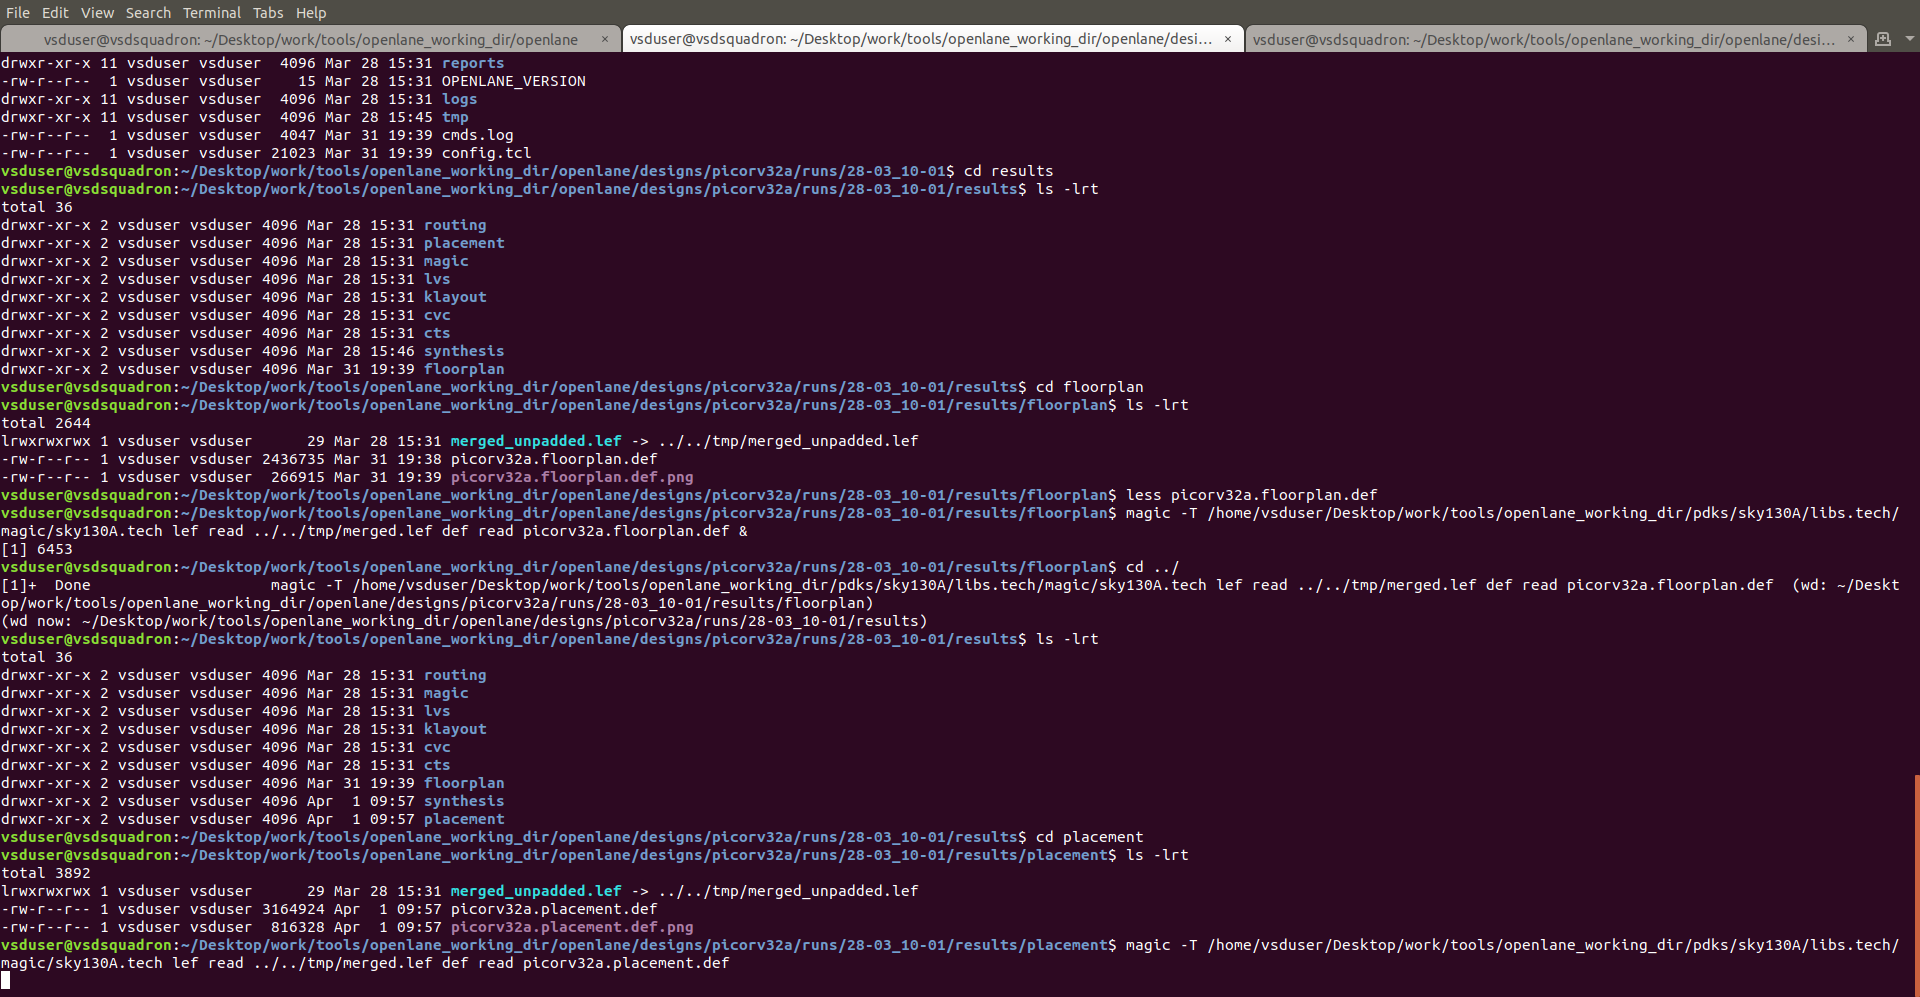 File Edit View Search Terminal Tabs Help
vsduser@vsdsquadron: ~/Desktop/work/tools/openlane_working_dir/openlane × vsduser@vsdsquadron: ~/Desktop/work/tools/openlane_working_dir/openlane/desi... × vsduser@vsdsquadron: ~/Desktop/work/tools/openlane_working_dir/openlane/desi... ×
drwxr-xr-x 11 vsduser vsduser  4096 Mar 28 15:31 reports
-rw-r--r--  1 vsduser vsduser    15 Mar 28 15:31 OPENLANE_VERSION
drwxr-xr-x 11 vsduser vsduser  4096 Mar 28 15:31 logs
drwxr-xr-x 11 vsduser vsduser  4096 Mar 28 15:45 tmp
-rw-r--r--  1 vsduser vsduser  4047 Mar 31 19:39 cmds.log
-rw-r--r--  1 vsduser vsduser 21023 Mar 31 19:39 config.tcl
vsduser@vsdsquadron:~/Desktop/work/tools/openlane_working_dir/openlane/designs/picorv32a/runs/28-03_10-01$ cd results
vsduser@vsdsquadron:~/Desktop/work/tools/openlane_working_dir/openlane/designs/picorv32a/runs/28-03_10-01/results$ ls -lrt
total 36
drwxr-xr-x 2 vsduser vsduser 4096 Mar 28 15:31 routing
drwxr-xr-x 2 vsduser vsduser 4096 Mar 28 15:31 placement
drwxr-xr-x 2 vsduser vsduser 4096 Mar 28 15:31 magic
drwxr-xr-x 2 vsduser vsduser 4096 Mar 28 15:31 lvs
drwxr-xr-x 2 vsduser vsduser 4096 Mar 28 15:31 klayout
drwxr-xr-x 2 vsduser vsduser 4096 Mar 28 15:31 cvc
drwxr-xr-x 2 vsduser vsduser 4096 Mar 28 15:31 cts
drwxr-xr-x 2 vsduser vsduser 4096 Mar 28 15:46 synthesis
drwxr-xr-x 2 vsduser vsduser 4096 Mar 31 19:39 floorplan
vsduser@vsdsquadron:~/Desktop/work/tools/openlane_working_dir/openlane/designs/picorv32a/runs/28-03_10-01/results$ cd floorplan
vsduser@vsdsquadron:~/Desktop/work/tools/openlane_working_dir/openlane/designs/picorv32a/runs/28-03_10-01/results/floorplan$ ls -lrt
total 2644
lrwxrwxrwx 1 vsduser vsduser      29 Mar 28 15:31 merged_unpadded.lef -> ../../tmp/merged_unpadded.lef
-rw-r--r-- 1 vsduser vsduser 2436735 Mar 31 19:38 picorv32a.floorplan.def
-rw-r--r-- 1 vsduser vsduser  266915 Mar 31 19:39 picorv32a.floorplan.def.png
vsduser@vsdsquadron:~/Desktop/work/tools/openlane_working_dir/openlane/designs/picorv32a/runs/28-03_10-01/results/floorplan$ less picorv32a.floorplan.def
vsduser@vsdsquadron:~/Desktop/work/tools/openlane_working_dir/openlane/designs/picorv32a/runs/28-03_10-01/results/floorplan$ magic -T /home/vsduser/Desktop/work/tools/openlane_working_dir/pdks/sky130A/libs.tech/
magic/sky130A.tech lef read ../../tmp/merged.lef def read picorv32a.floorplan.def &
[1] 6453
vsduser@vsdsquadron:~/Desktop/work/tools/openlane_working_dir/openlane/designs/picorv32a/runs/28-03_10-01/results/floorplan$ cd ../
[1]+  Done                    magic -T /home/vsduser/Desktop/work/tools/openlane_working_dir/pdks/sky130A/libs.tech/magic/sky130A.tech lef read ../../tmp/merged.lef def read picorv32a.floorplan.def  (wd: ~/Deskt
op/work/tools/openlane_working_dir/openlane/designs/picorv32a/runs/28-03_10-01/results/floorplan)
(wd now: ~/Desktop/work/tools/openlane_working_dir/openlane/designs/picorv32a/runs/28-03_10-01/results)
vsduser@vsdsquadron:~/Desktop/work/tools/openlane_working_dir/openlane/designs/picorv32a/runs/28-03_10-01/results$ ls -lrt
total 36
drwxr-xr-x 2 vsduser vsduser 4096 Mar 28 15:31 routing
drwxr-xr-x 2 vsduser vsduser 4096 Mar 28 15:31 magic
drwxr-xr-x 2 vsduser vsduser 4096 Mar 28 15:31 lvs
drwxr-xr-x 2 vsduser vsduser 4096 Mar 28 15:31 klayout
drwxr-xr-x 2 vsduser vsduser 4096 Mar 28 15:31 cvc
drwxr-xr-x 2 vsduser vsduser 4096 Mar 28 15:31 cts
drwxr-xr-x 2 vsduser vsduser 4096 Mar 31 19:39 floorplan
drwxr-xr-x 2 vsduser vsduser 4096 Apr  1 09:57 synthesis
drwxr-xr-x 2 vsduser vsduser 4096 Apr  1 09:57 placement
vsduser@vsdsquadron:~/Desktop/work/tools/openlane_working_dir/openlane/designs/picorv32a/runs/28-03_10-01/results$ cd placement
vsduser@vsdsquadron:~/Desktop/work/tools/openlane_working_dir/openlane/designs/picorv32a/runs/28-03_10-01/results/placement$ ls -lrt
total 3892
lrwxrwxrwx 1 vsduser vsduser      29 Mar 28 15:31 merged_unpadded.lef -> ../../tmp/merged_unpadded.lef
-rw-r--r-- 1 vsduser vsduser 3164924 Apr  1 09:57 picorv32a.placement.def
-rw-r--r-- 1 vsduser vsduser  816328 Apr  1 09:57 picorv32a.placement.def.png
vsduser@vsdsquadron:~/Desktop/work/tools/openlane_working_dir/openlane/designs/picorv32a/runs/28-03_10-01/results/placement$ magic -T /home/vsduser/Desktop/work/tools/openlane_working_dir/pdks/sky130A/libs.tech/
magic/sky130A.tech lef read ../../tmp/merged.lef def read picorv32a.placement.def